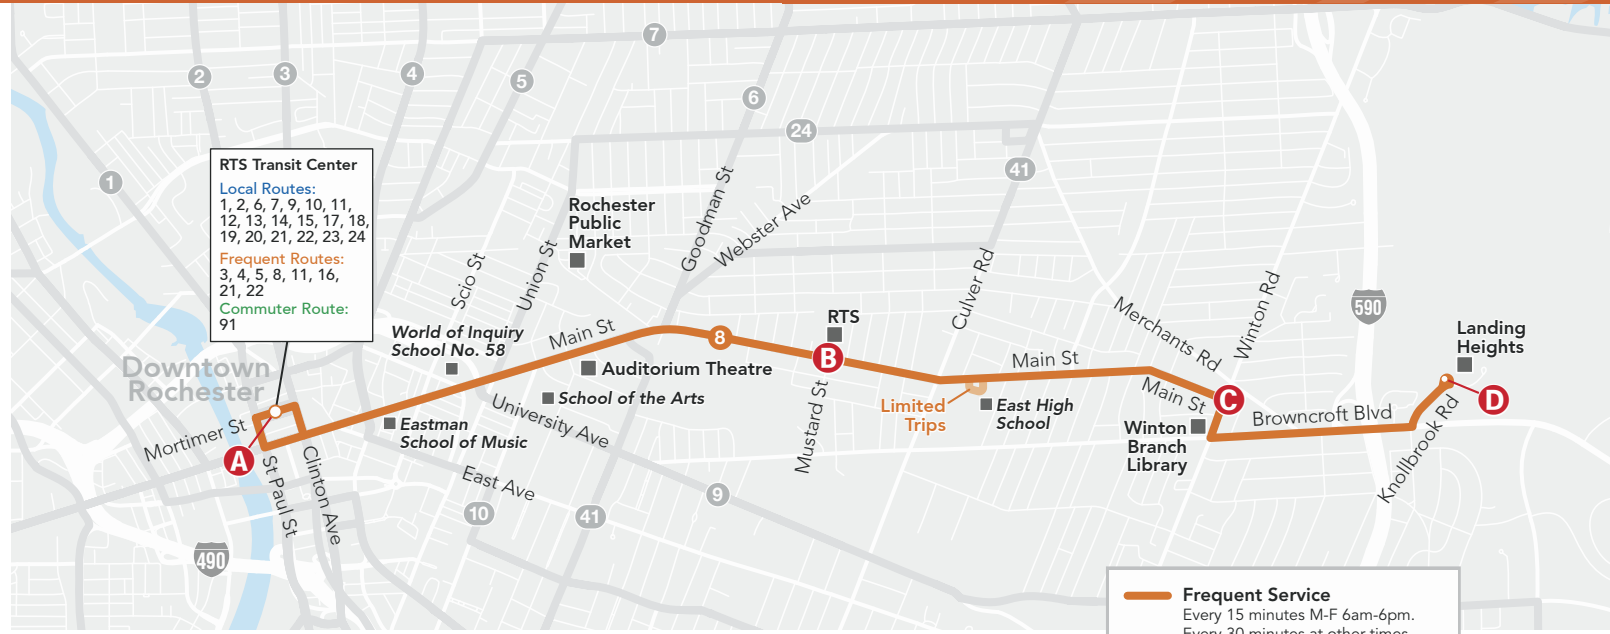 7
2
3
4
5
6
24
1
41
RTS Transit Center
Local Routes:
1, 2, 6, 7, 9, 10, 11,
12, 13, 14, 15, 17, 18,
19, 20, 21, 22, 23, 24
Frequent Routes:
3, 4, 5, 8, 11, 16,
21, 22
Commuter Route:
91
Rochester
Public
Market
Goodman St
Webster Ave
Scio St
Union St
Culver Rd
Merchants Rd
Winton Rd
590
World of Inquiry
School No. 58
Main St
8
RTS
B
Landing
Heights
Downtown
Rochester
Auditorium Theatre
School of the Arts
Main St
Main St
C
D
Limited
Trips
East High
School
Browncroft Blvd
Knollbrook Rd
Winton
Branch
Library
Mortimer St
A
St Paul St
Clinton Ave
Eastman
School of Music
University Ave
Mustard St
East Ave
9
10
41
490
Frequent Service
Every 15 minutes M-F 6am-6pm.
Every 30 minutes at other times